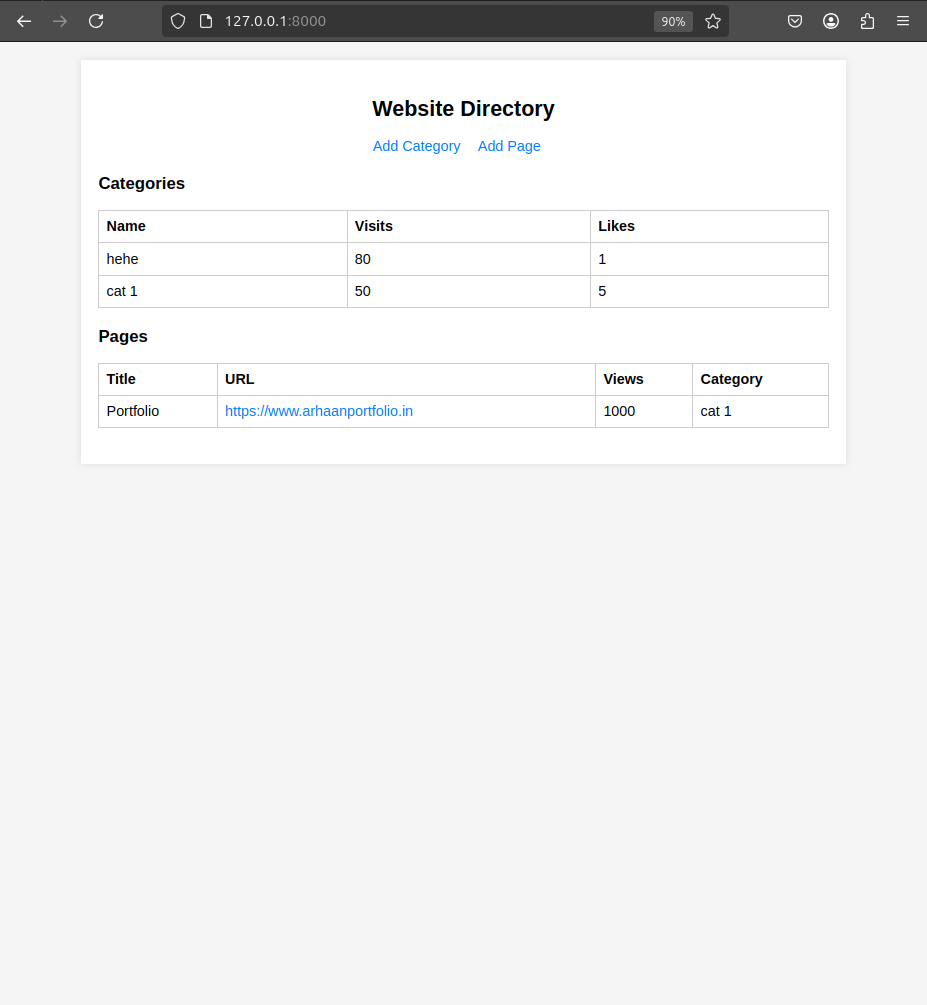 127.0.0.1:8000 90%
Website Directory
Add Category Add Page
Categories
Name Visits Likes
hehe 80 1
cat 1 50 5
Pages
Title URL Views Category
Portfolio https://www.arhaanportfolio.in 1000 cat 1